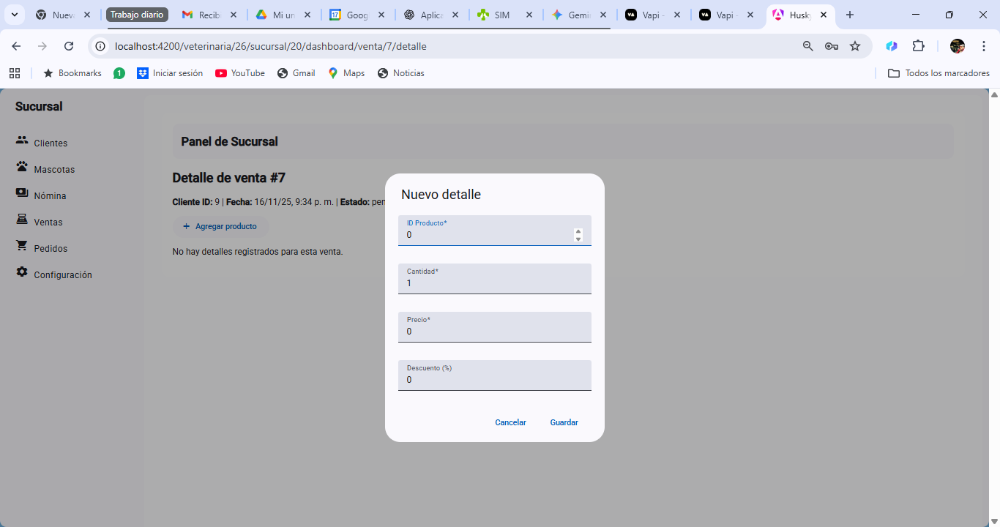 Nueva
Trabajo diario
Recib
Mi un
Goog
Aplica
SIM
Gemi
Vapi -
Vapi -
Husky
localhost:4200/veterinaria/26/sucursal/20/dashboard/venta/7/detalle
Bookmarks
1
Iniciar sesión
YouTube
Gmail
Maps
Noticias
Todos los marcadores
Sucursal
Clientes
Mascotas
Nómina
Ventas
Pedidos
Configuración
Panel de Sucursal
Detalle de venta #7
Cliente ID: 9 | Fecha: 16/11/25, 9:34 p. m. | Estado: pen
+ Agregar producto
No hay detalles registrados para esta venta.
Nuevo detalle
ID Producto*
0
Cantidad*
1
Precio*
0
Descuento (%)
0
Cancelar
Guardar